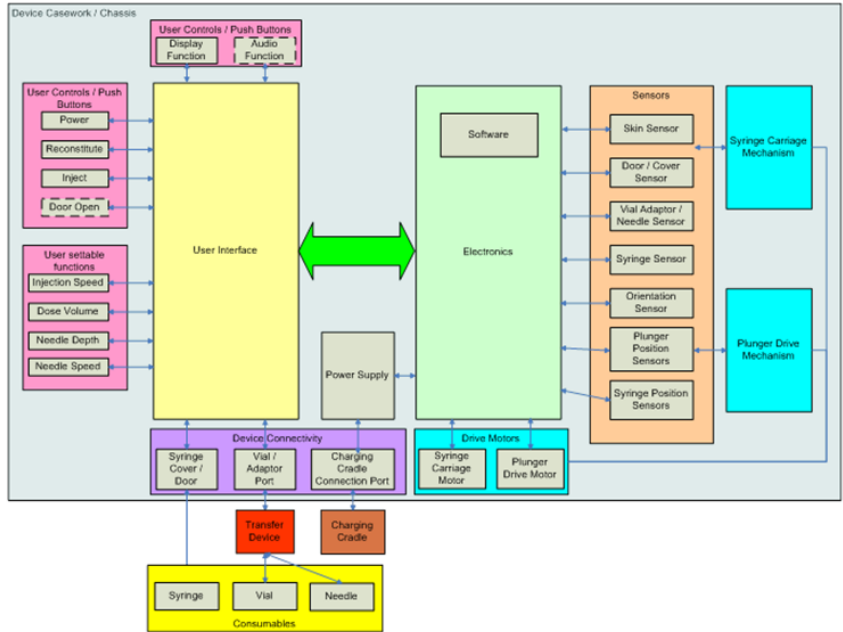 Device Casework / Chassis
User Controls / Push Buttons
Display
Function
Audio
Function
User Controls / Push
Buttons
Power
Reconstitute
Inject
Door Open
User settable
functions
Injection Speed
Dose Volume
Needle Depth
Needle Speed
User Interface
Power Supply
Software
Electronics
Sensors
Skin Sensor
Door / Cover
Sensor
Vial Adaptor /
Needle Sensor
Syringe Sensor
Orientation
Sensor
Plunger
Position
Sensors
Syringe Position
Sensors
Syringe Carriage
Mechanism
Plunger Drive
Mechanism
Device Connectivity
Syringe
Cover /
Door
Vial /
Adaptor
Port
Charging
Cradle
Connection Port
Drive Motors
Syringe
Carriage
Motor
Plunger
Drive Motor
Transfer
Device
Charging
Cradle
Syringe
Vial
Needle
Consumables